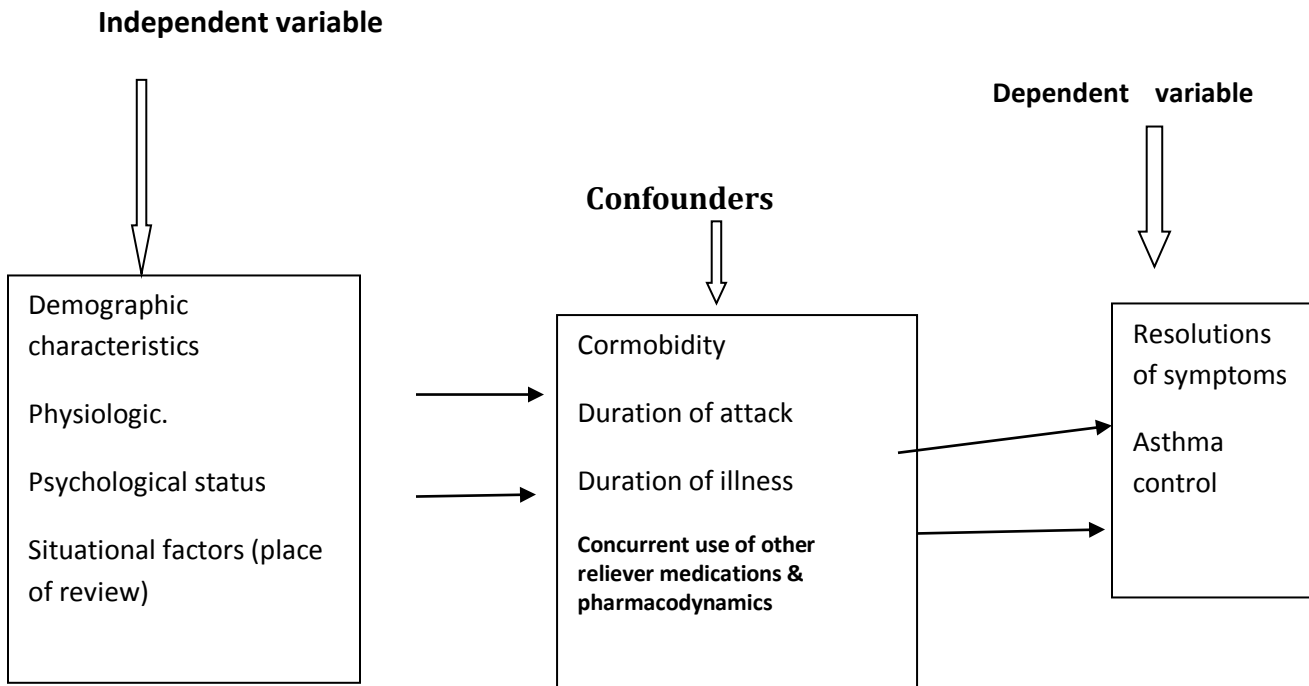 Independent variable
Dependent variable
Confounders
Demographic
characteristics
Physiologic.
Psychological status
Situational factors (place
of review)
Cormobidity
Duration of attack
Duration of illness
Concurrent use of other
reliever medications &
pharmacodynamics
Resolutions
of symptoms
Asthma
control